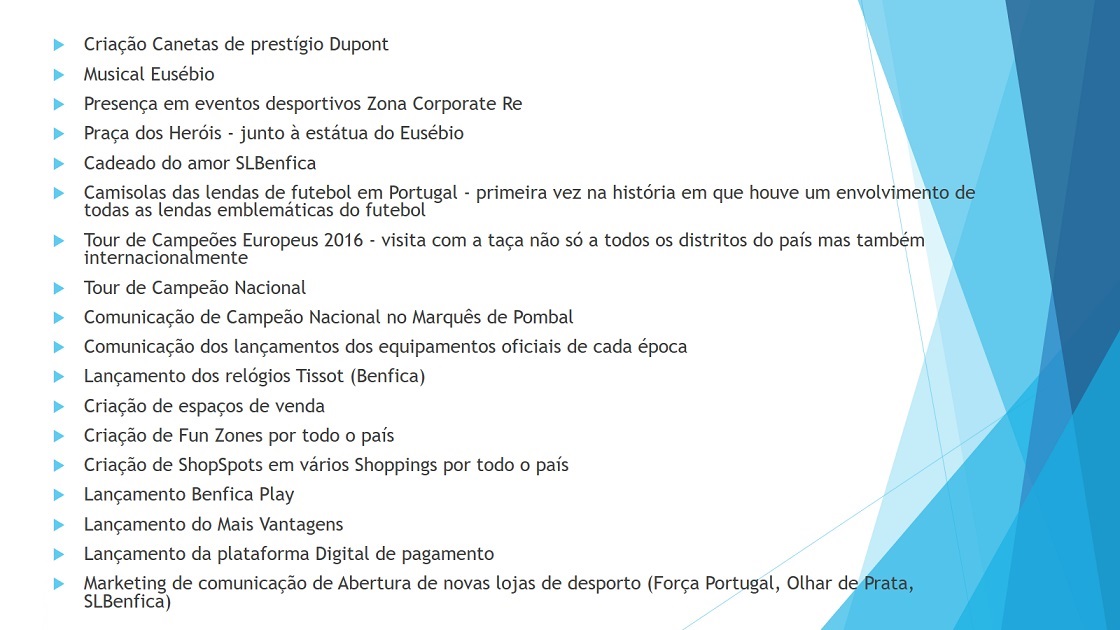 Criação Canetas de prestígio Dupont
Musical Eusébio
Presença em eventos desportivos Zona Corporate Re
Praça dos Heróis - junto à estátua do Eusébio
Cadeado do amor SLBenfica
Camisolas das lendas de futebol em Portugal - primeira vez na história em que houve um envolvimento de
todas as lendas emblemáticas do futebol
Tour de Campeões Europeus 2016 - visita com a taça não só a todos os distritos do país mas também
internacionalmente
Tour de Campeão Nacional
Comunicação de Campeão Nacional no Marquês de Pombal
Comunicação dos lançamentos dos equipamentos oficiais de cada época
Lançamento dos relógios Tissot (Benfica)
Criação de espaços de venda
Criação de Fun Zones por todo o país
Criação de ShopSpots em vários Shoppings por todo o país
Lançamento Benfica Play
Lançamento do Mais Vantagens
Lançamento da plataforma Digital de pagamento
Marketing de comunicação de Abertura de novas lojas de desporto (Força Portugal, Olhar de Prata,
SLBenfica)